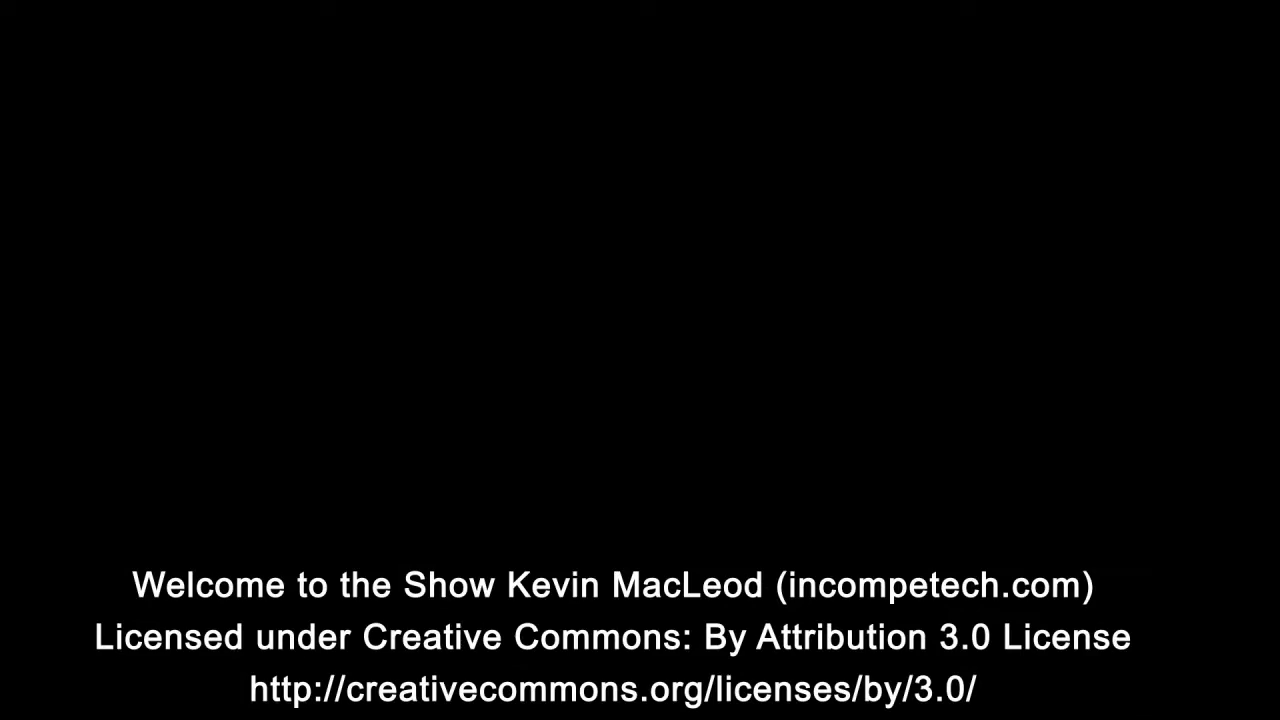 Welcome to the Show Kevin MacLeod (incompetech.com)
Licensed under Creative Commons: By Attribution 3.0 License
http://creativecommons.org/licenses/by/3.0/